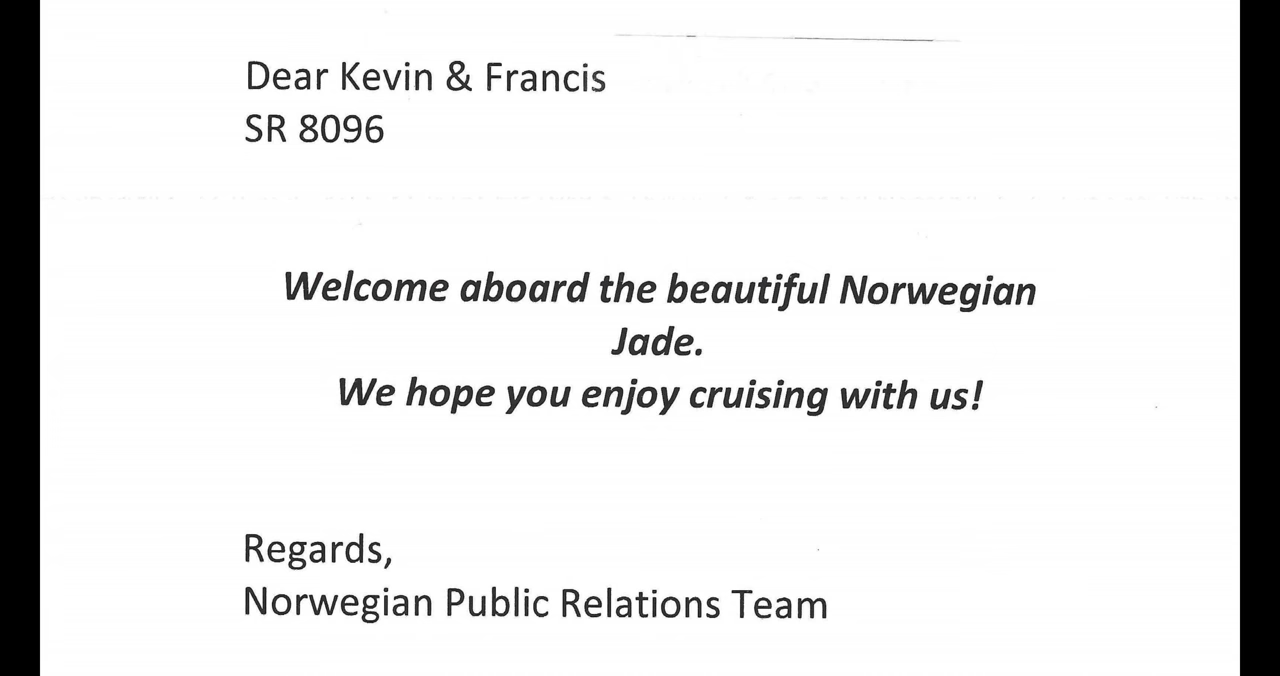 Dear Kevin & Francis
SR 8096
Welcome aboard the beautiful Norwegian
Jade.
We hope you enjoy cruising with us!
Regards,
Norwegian Public Relations Team